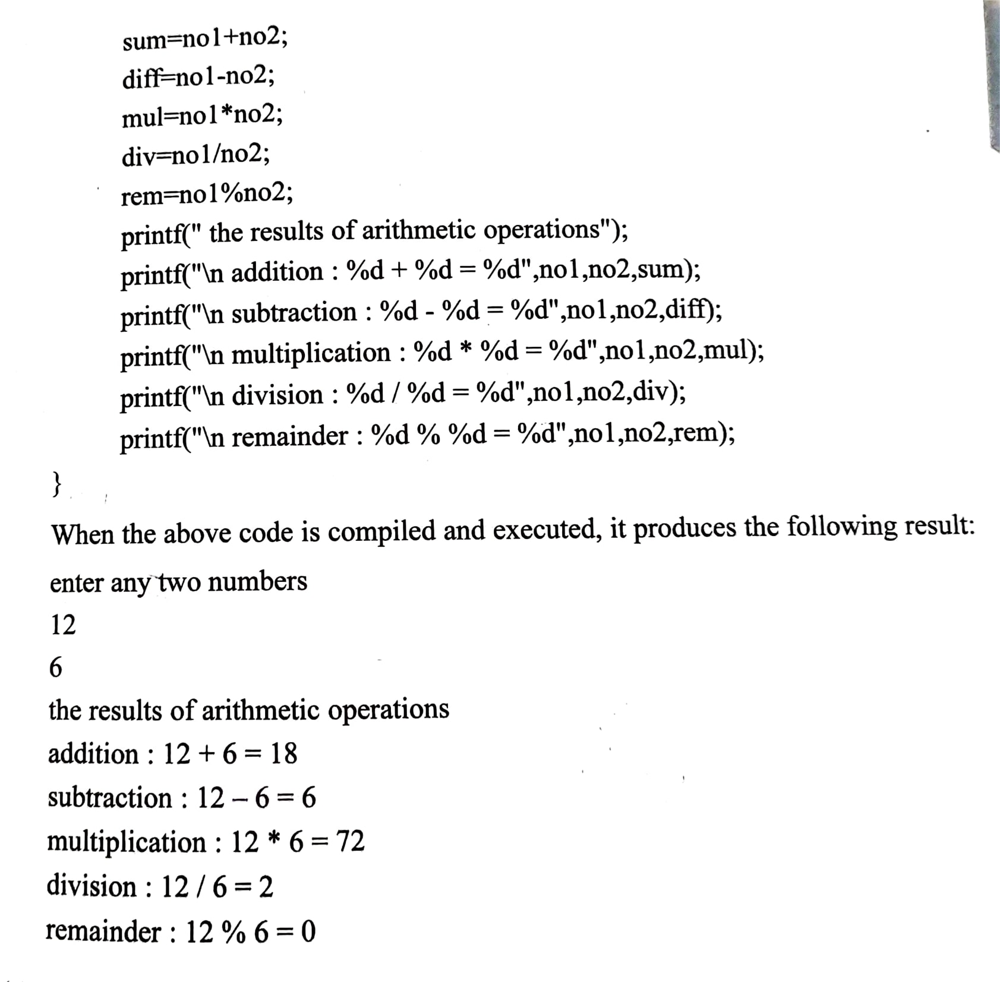 sum=no1+no2;
diff=no1-no2;
mul=no1*no2;
div=no1/no2;
rem=no1%no2;
printf(" the results of arithmetic operations");
printf("\n addition : %d + %d = %d",no1,no2,sum);
printf("\n subtraction : %d - %d = %d",no1,no2,diff);
printf("\n multiplication : %d * %d = %d",no1,no2,mul);
printf("\n division : %d / %d = %d",no1,no2,div);
printf("\n remainder : %d % %d = %d",no1,no2,rem);
}
When the above code is compiled and executed, it produces the following result:
enter any two numbers
12
6
the results of arithmetic operations
addition : 12 + 6 = 18
subtraction : 12 – 6 = 6
multiplication : 12 * 6 = 72
division : 12 / 6 = 2
remainder : 12 % 6 = 0